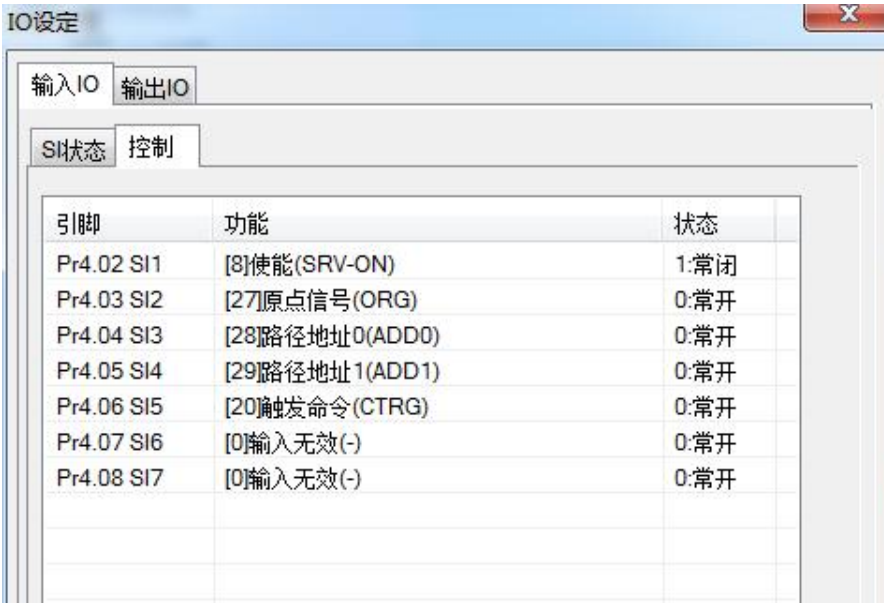 IO设定
输入IO 输出IO
SI状态 控制
引脚 功能 状态
Pr4.02 SI1 [8]使能(SRV-ON) 1:常闭
Pr4.03 SI2 [27]原点信号(ORG) 0:常开
Pr4.04 SI3 [28]路径地址0(ADD0) 0:常开
Pr4.05 SI4 [29]路径地址1(ADD1) 0:常开
Pr4.06 SI5 [20]触发命令(CTRG) 0:常开
Pr4.07 SI6 [0]输入无效(-) 0:常开
Pr4.08 SI7 [0]输入无效(-) 0:常开